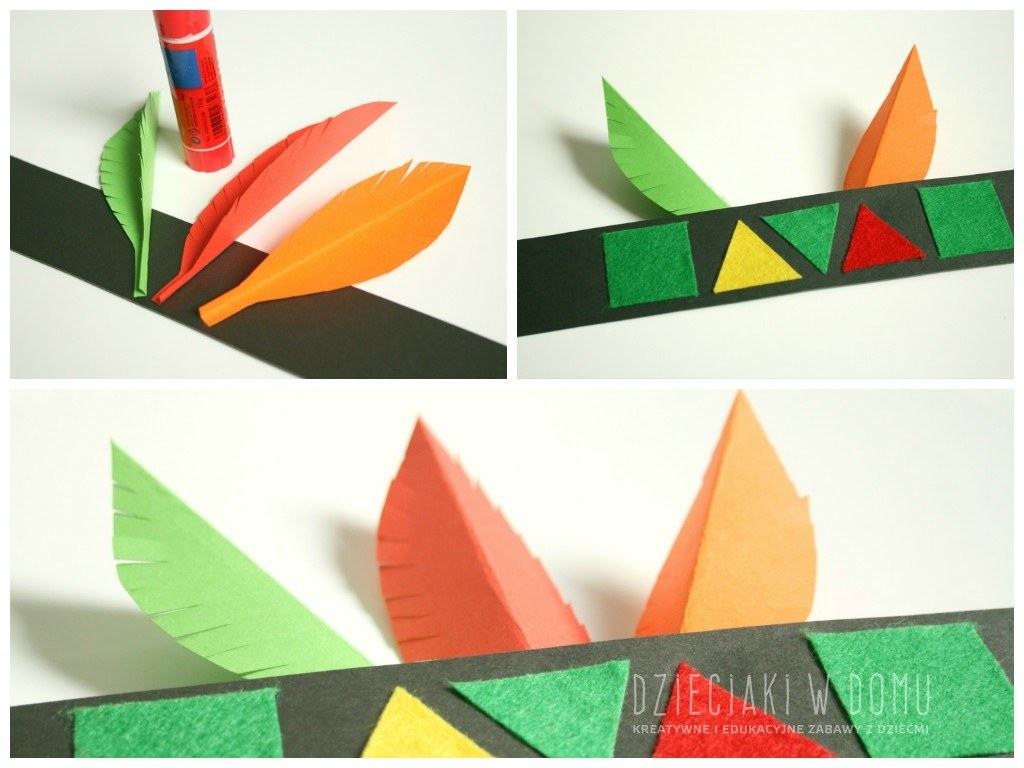 DZIECIAKI W DOMU
KREATYWNE I EDUKACYJNE ZABAWY Z DZIEĆMI